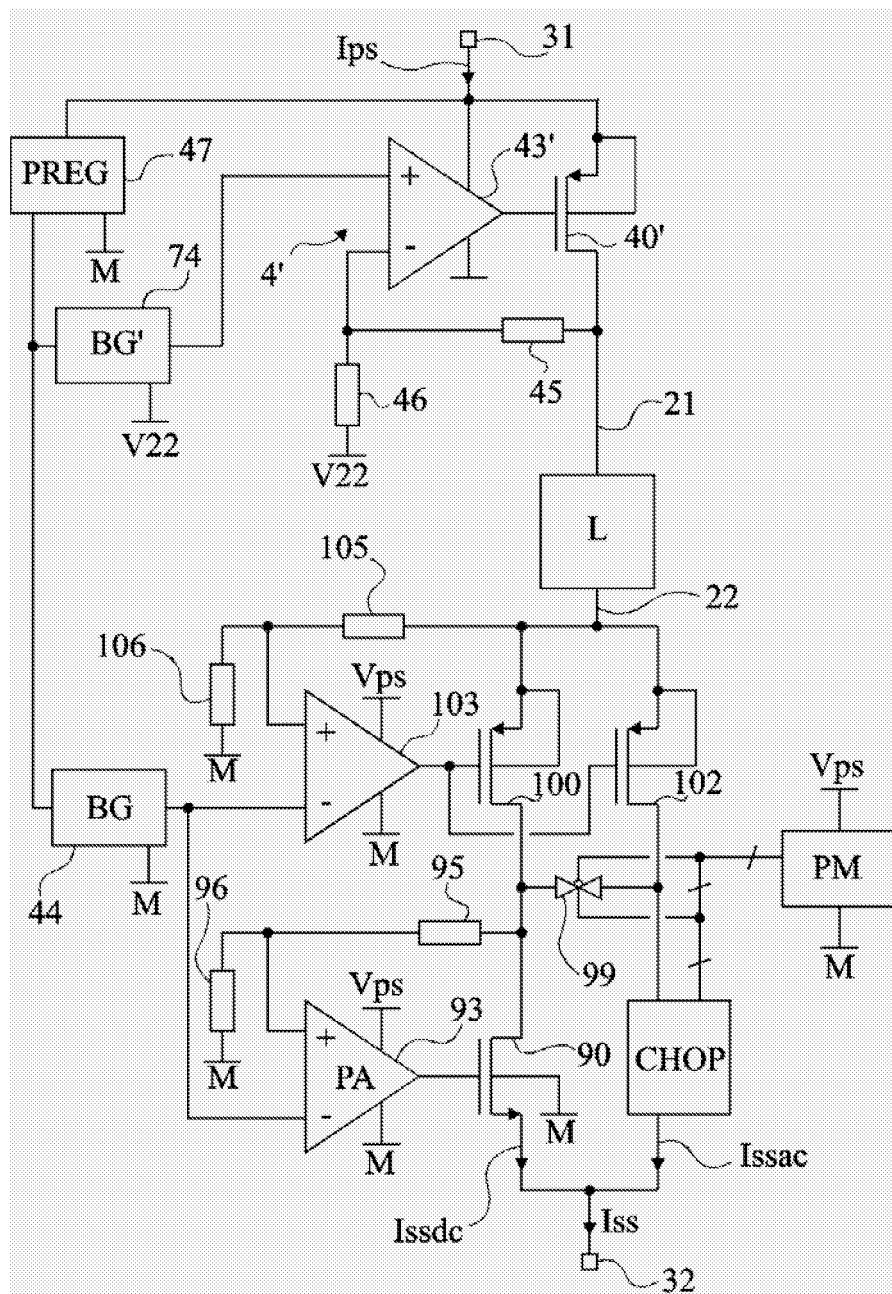 31
Ips
47
PREG
43'
+
40'
M
4'
-
74
BG'
45
46
21
V22
V22
L
105
22
106
Vps
103
+
M
100
102
Vps
BG
-
M
95
PM
44
M
96
99
M
Vps
93
90
M
+
PA
CHOP
-
M
M
Issac
Issdc
Iss
32